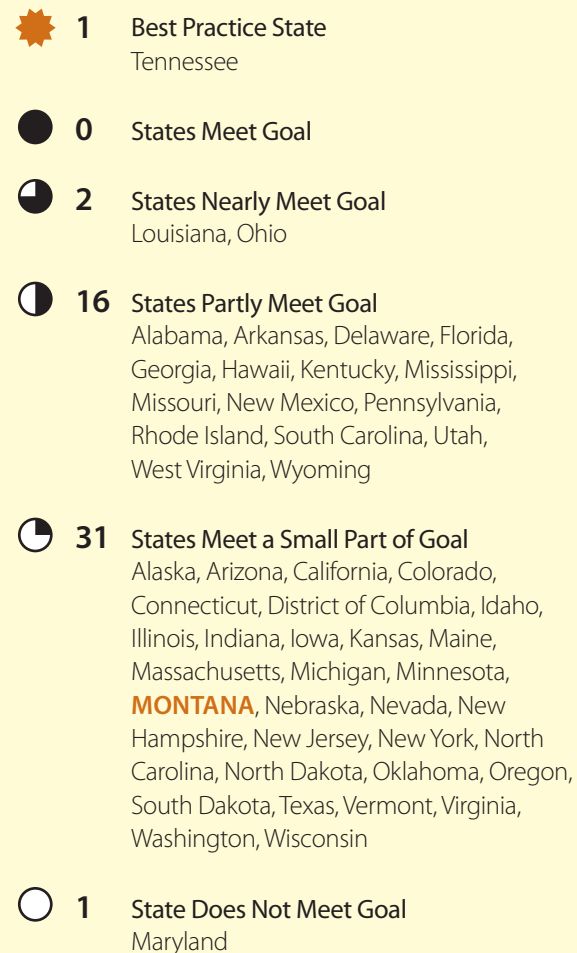 1 Best Practice State
Tennessee
0 States Meet Goal
2 States Nearly Meet Goal
Louisiana, Ohio
16 States Partly Meet Goal
Alabama, Arkansas, Delaware, Florida,
Georgia, Hawaii, Kentucky, Mississippi,
Missouri, New Mexico, Pennsylvania,
Rhode Island, South Carolina, Utah,
West Virginia, Wyoming
31 States Meet a Small Part of Goal
Alaska, Arizona, California, Colorado,
Connecticut, District of Columbia, Idaho,
Illinois, Indiana, Iowa, Kansas, Maine,
Massachusetts, Michigan, Minnesota,
MONTANA, Nebraska, Nevada, New
Hampshire, New Jersey, New York, North
Carolina, North Dakota, Oklahoma, Oregon,
South Dakota, Texas, Vermont, Virginia,
Washington, Wisconsin
1 State Does Not Meet Goal
Maryland